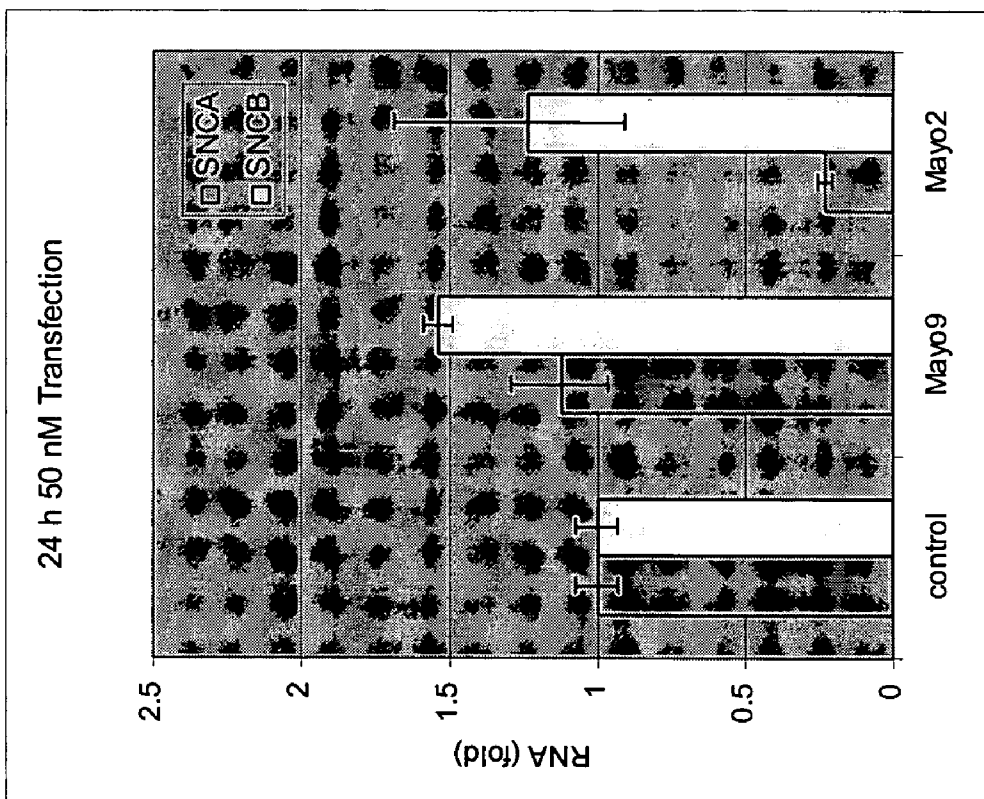 24 h 50 nM Transfection
SNCA
SNCB
RNA (fold)
2.5
2
1.5
1
0.5
0
control
Mayo9
Mayo2